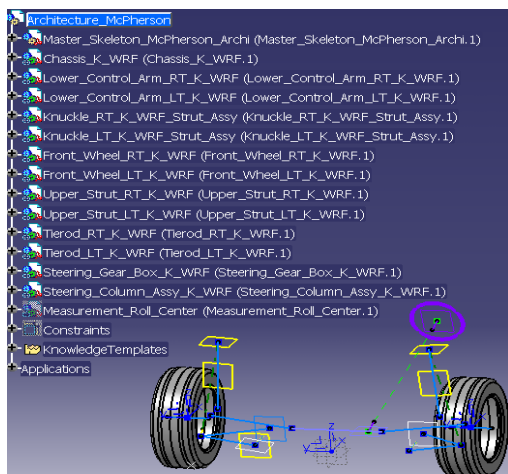 Architecture_McPherson
Master_Skeleton_McPherson_Archi (Master_Skeleton_McPherson_Archi.1)
Chassis_K_WRF (Chassis_K_WRF.1)
Lower_Control_Arm_RT_K_WRF (Lower_Control_Arm_RT_K_WRF.1)
Lower_Control_Arm_LT_K_WRF (Lower_Control_Arm_LT_K_WRF.1)
Knuckle_RT_K_WRF_Strut_Assy (Knuckle_RT_K_WRF_Strut_Assy.1)
Knuckle_LT_K_WRF_Strut_Assy (Knuckle_LT_K_WRF_Strut_Assy.1)
Front_Wheel_RT_K_WRF (Front_Wheel_RT_K_WRF.1)
Front_Wheel_LT_K_WRF (Front_Wheel_LT_K_WRF.1)
Upper_Strut_RT_K_WRF (Upper_Strut_RT_K_WRF.1)
Upper_Strut_LT_K_WRF (Upper_Strut_LT_K_WRF.1)
Tierod_RT_K_WRF (Tierod_RT_K_WRF.1)
Tierod_LT_K_WRF (Tierod_LT_K_WRF.1)
Steering_Gear_Box_K_WRF (Steering_Gear_Box_K_WRF.1)
Steering_Column_Assy_K_WRF (Steering_Column_Assy_K_WRF.1)
Measurement_Roll_Center (Measurement_Roll_Center.1)
Constraints
KnowledgeTemplates
Applications
z
y x